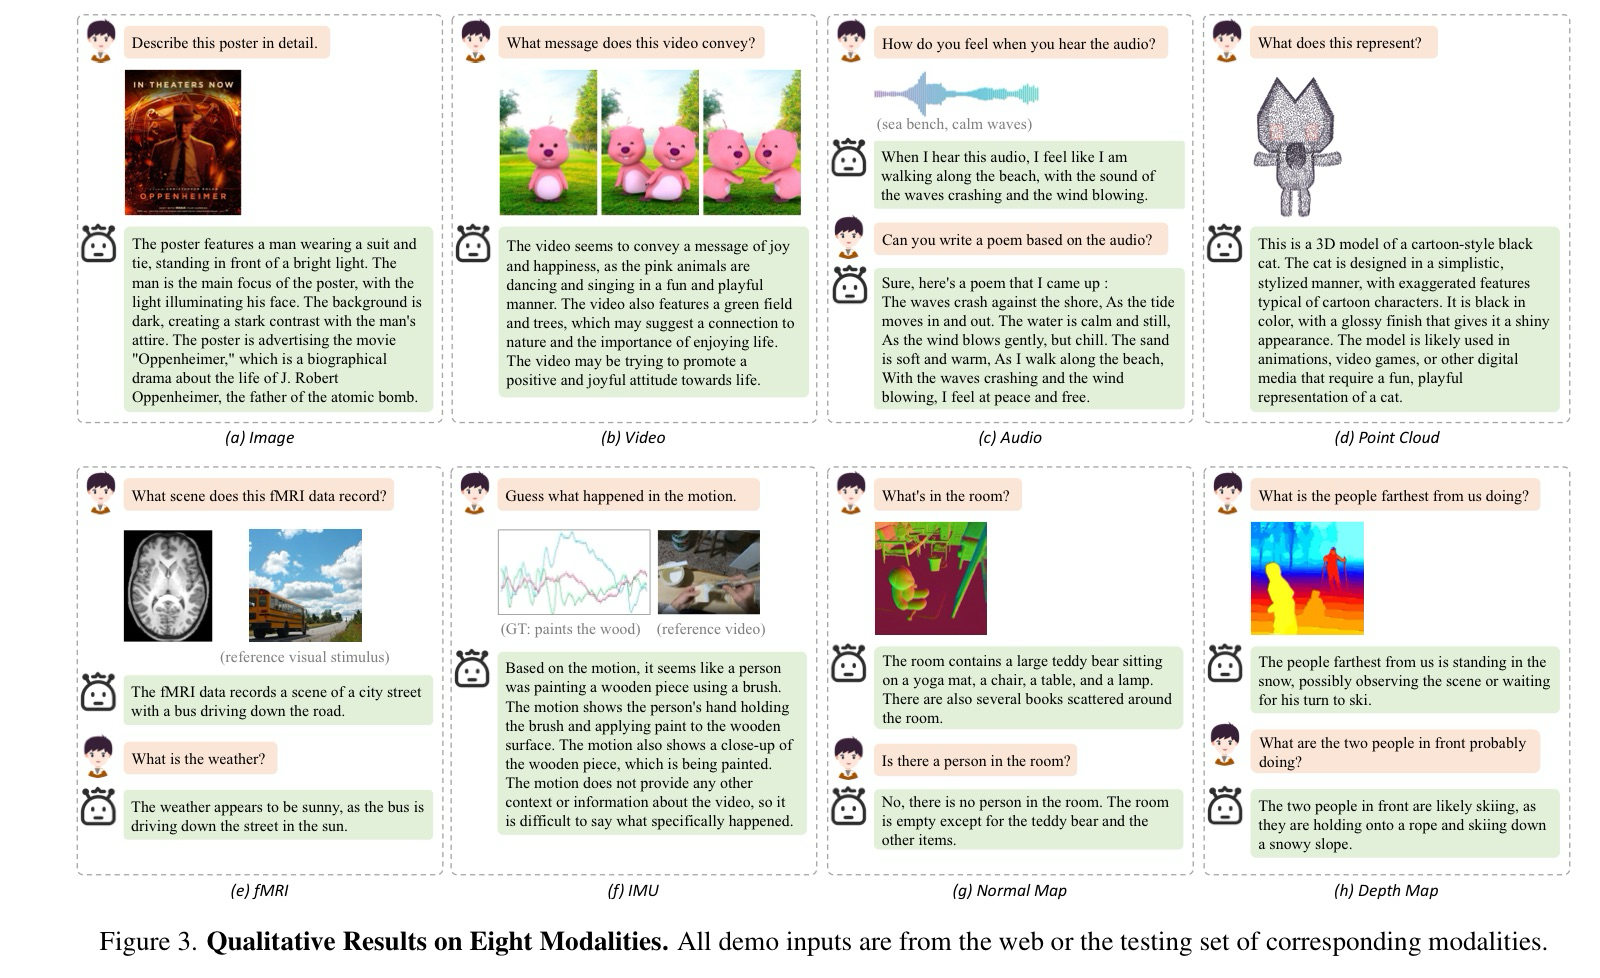 Describe this poster in detail.
IN THEATERS NOW
OPPENHEIMER
The poster features a man wearing a suit and
tie, standing in front of a bright light. The
man is the main focus of the poster, with the
light illuminating his face. The background is
dark, creating a stark contrast with the man's
attire. The poster is advertising the movie
"Oppenheimer," which is a biographical
drama about the life of J. Robert
Oppenheimer, the father of the atomic bomb.
(a) Image
What message does this video convey?
The video seems to convey a message of joy
and happiness, as the pink animals are
dancing and singing in a fun and playful
manner. The video also features a green field
and trees, which may suggest a connection to
nature and the importance of enjoying life.
The video may be trying to promote a
positive and joyful attitude towards life.
(b) Video
How do you feel when you hear the audio?
(sea bench, calm waves)
When I hear this audio, I feel like I am
walking along the beach, with the sound of
the waves crashing and the wind blowing.
Can you write a poem based on the audio?
Sure, here's a poem that I came up :
The waves crash against the shore, As the tide
moves in and out. The water is calm and still,
As the wind blows gently, but chill. The sand
is soft and warm, As I walk along the beach,
With the waves crashing and the wind
blowing, I feel at peace and free.
(c) Audio
What does this represent?
This is a 3D model of a cartoon-style black
cat. The cat is designed in a simplistic,
stylized manner, with exaggerated features
typical of cartoon characters. It is black in
color, with a glossy finish that gives it a shiny
appearance. The model is likely used in
animations, video games, or other digital
media that require a fun, playful
representation of a cat.
(d) Point Cloud
What scene does this fMRI data record?
(reference visual stimulus)
The fMRI data records a scene of a city street
with a bus driving down the road.
What is the weather?
The weather appears to be sunny, as the bus is
driving down the street in the sun.
(e) fMRI
Guess what happened in the motion.
(GT: paints the wood) (reference video)
Based on the motion, it seems like a person
was painting a wooden piece using a brush.
The motion shows the person's hand holding
the brush and applying paint to the wooden
surface. The motion also shows a close-up of
the wooden piece, which is being painted.
The motion does not provide any other
context or information about the video, so it
is difficult to say what specifically happened.
(f) IMU
What's in the room?
The room contains a large teddy bear sitting
on a yoga mat, a chair, a table, and a lamp.
There are also several books scattered around
the room.
Is there a person in the room?
No, there is no person in the room. The room
is empty except for the teddy bear and the
other items.
(g) Normal Map
What is the people farthest from us doing?
The people farthest from us is standing in the
snow, possibly observing the scene or waiting
for his turn to ski.
What are the two people in front probably
doing?
The two people in front are likely skiing, as
they are holding onto a rope and skiing down
a snowy slope.
(h) Depth Map
Figure 3. Qualitative Results on Eight Modalities. All demo inputs are from the web or the testing set of corresponding modalities.